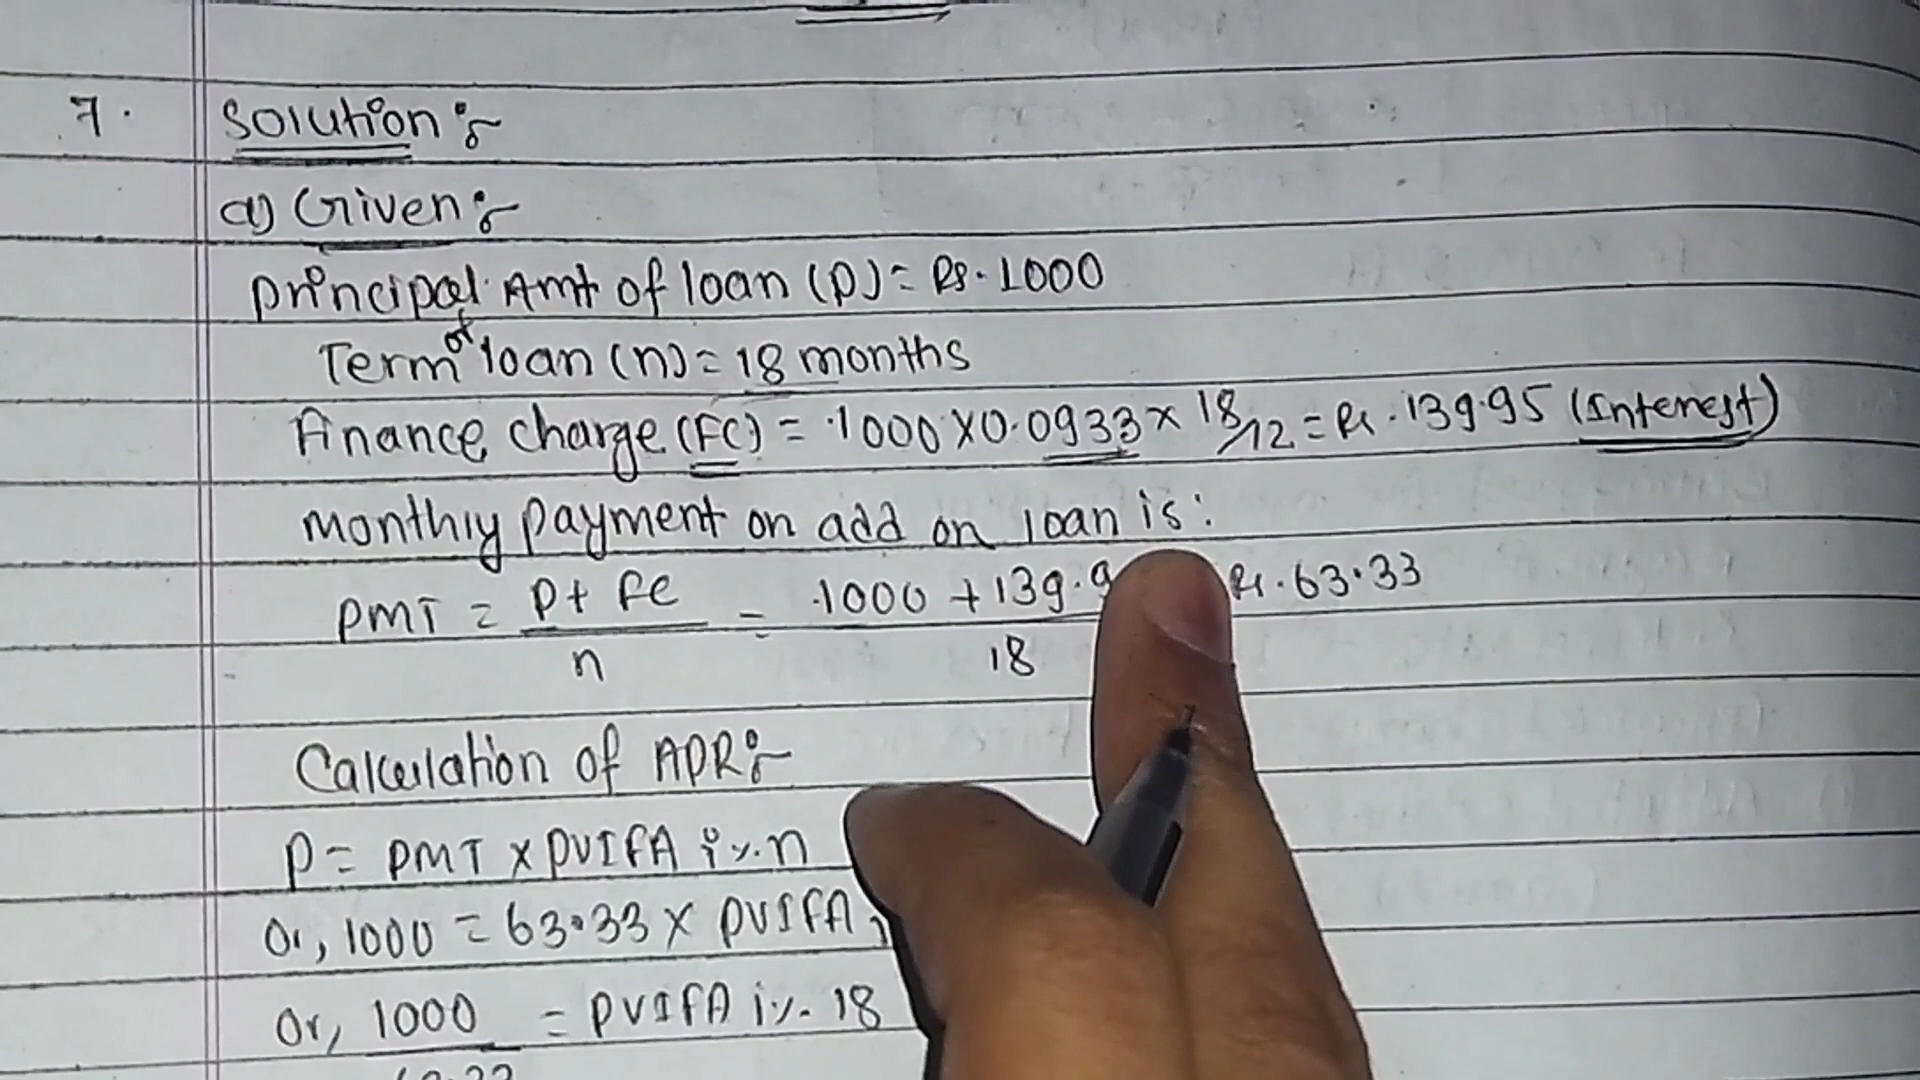 7. Solution:-
a) Given:-
Principal Amt of loan (P) = Rs. 1000
Term of loan (n) = 18 months
Finance charge (FC) = 1000 X 0.0933 x 18/12 = Rs. 139.95 (Interest)
monthly payment on add on loan is:
PMT = P + FC / n = 1000 + 139.9 / 18 Rs. 63.33
Calculation of APR:-
P = PMT X PVIFA i%.n
Or, 1000 = 63.33 X PVIFA
Or, 1000 / = PVIFA i%. 18